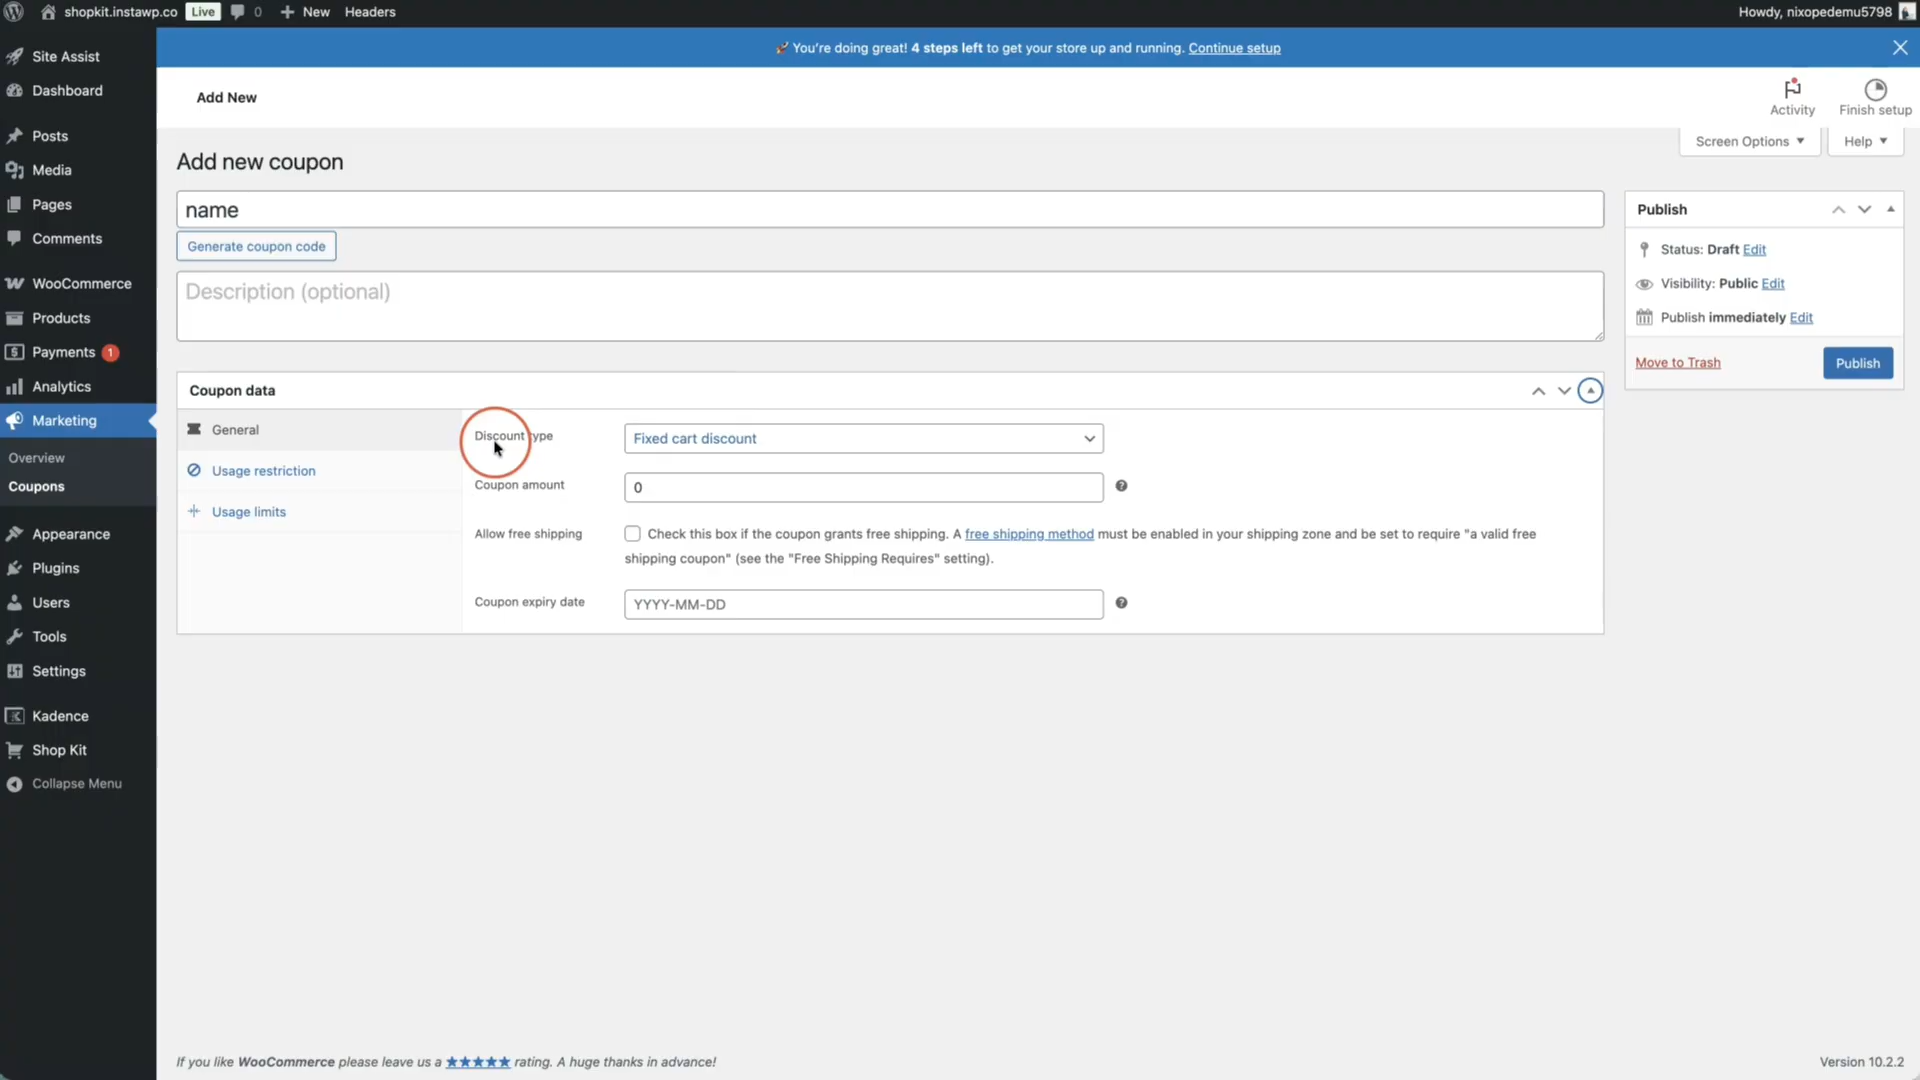 shopkit.instawp.co Live 0 New Headers Howdy, nixopedemu5798
Site Assist
Dashboard
Posts
Media
Pages
Comments
WooCommerce
Products
Payments 1
Analytics
Marketing
Overview
Coupons
Appearance
Plugins
Users
Tools
Settings
Kadence
Shop Kit
Collapse Menu
You're doing great! 4 steps left to get your store up and running. Continue setup
Add New
Activity
Finish setup
Screen Options
Help
Add new coupon
name
Generate coupon code
Description (optional)
Coupon data
General
Usage restriction
Usage limits
Discount type
Fixed cart discount
Coupon amount
0
Allow free shipping
Check this box if the coupon grants free shipping. A free shipping method must be enabled in your shipping zone and be set to require "a valid free
shipping coupon" (see the "Free Shipping Requires" setting).
Coupon expiry date
YYYY-MM-DD
Publish
Status: Draft Edit
Visibility: Public Edit
Publish immediately Edit
Move to Trash
Publish
If you like WooCommerce please leave us a ★★★★★ rating. A huge thanks in advance!
Version 10.2.2